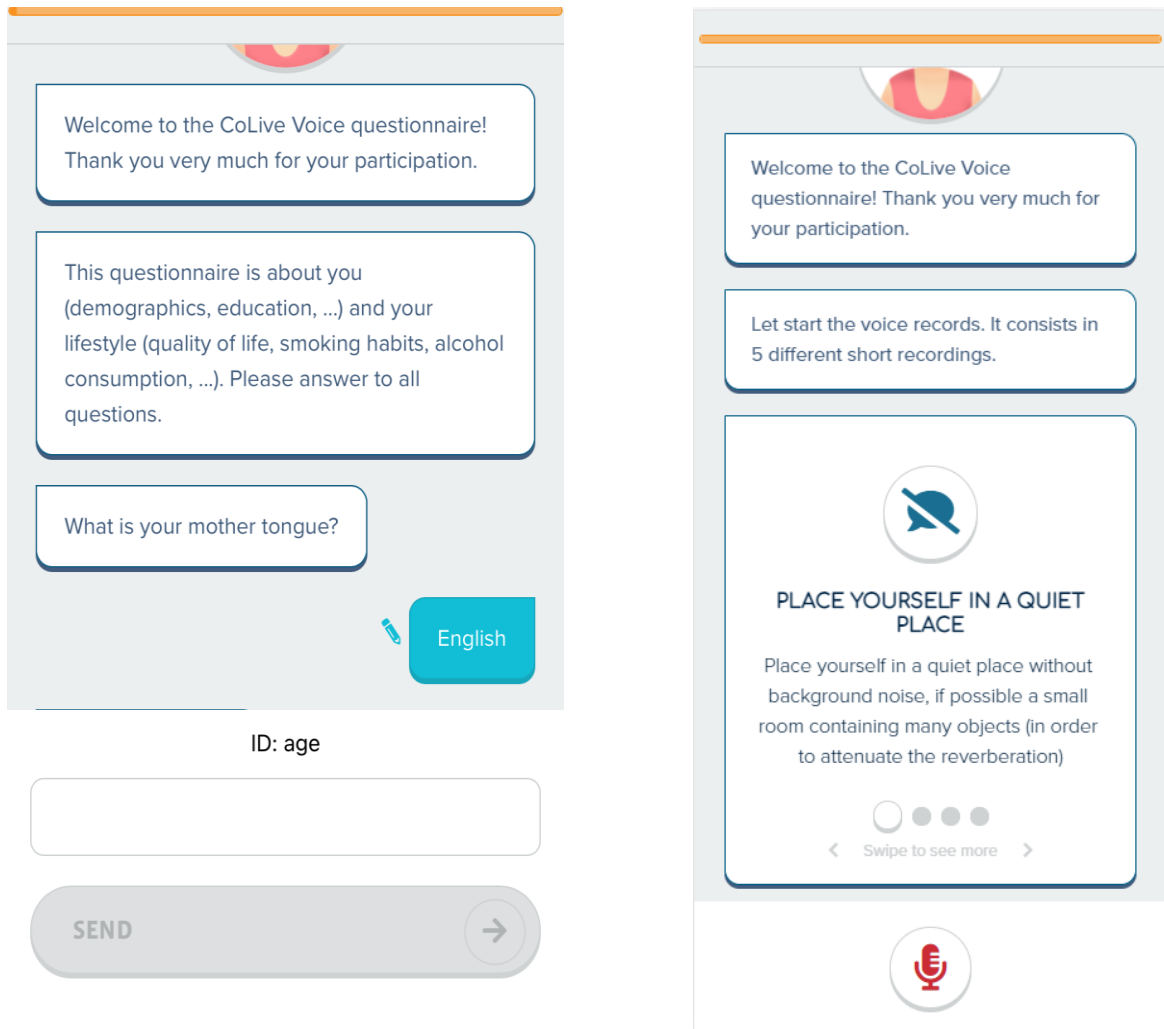 Welcome to the CoLive Voice questionnaire!
Thank you very much for your participation.
This questionnaire is about you
(demographics, education, ...) and your
lifestyle (quality of life, smoking habits, alcohol
consumption, ...). Please answer to all
questions.
What is your mother tongue?
English
ID: age
SEND
Welcome to the CoLive Voice
questionnaire! Thank you very much for
your participation.
Let start the voice records. It consists in
5 different short recordings.
PLACE YOURSELF IN A QUIET
PLACE
Place yourself in a quiet place without
background noise, if possible a small
room containing many objects (in order
to attenuate the reverberation)
Swipe to see more